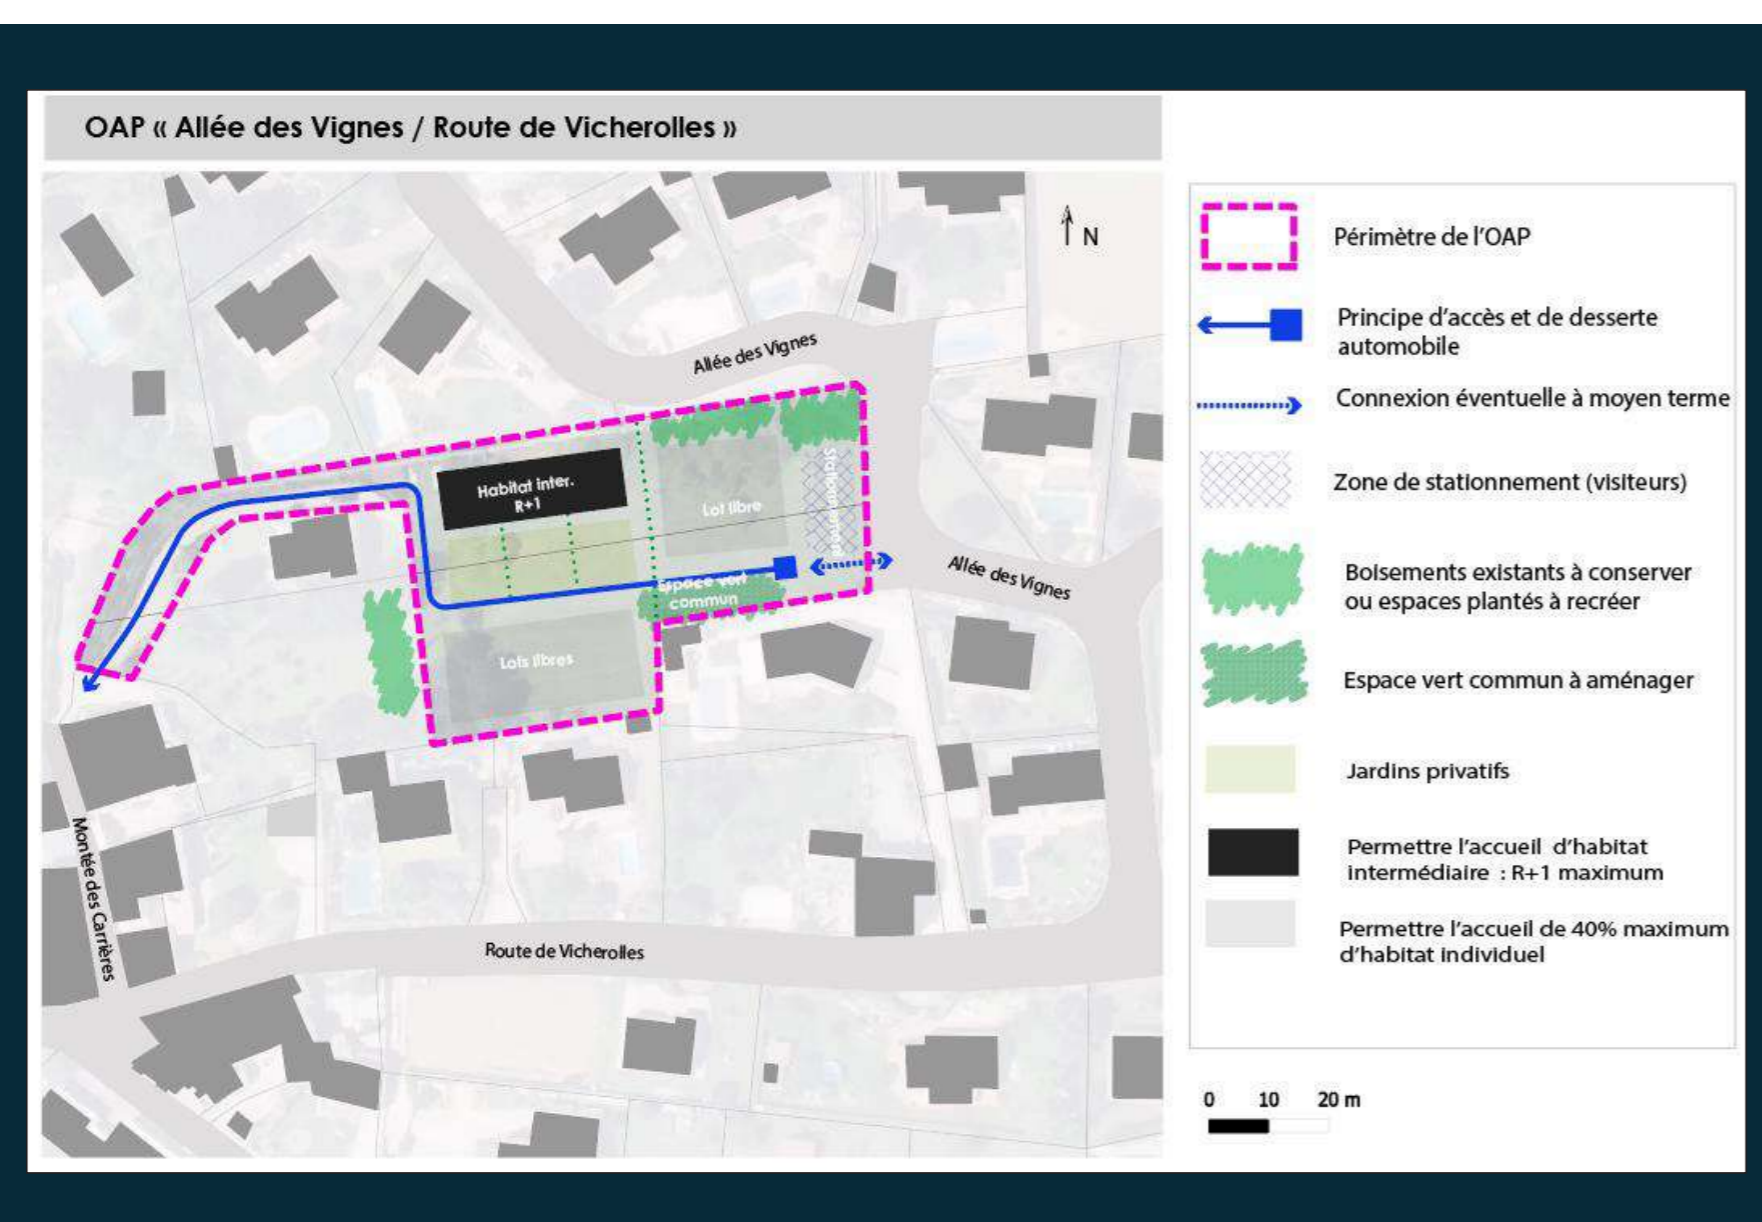 OAP « Allée des Vignes / Route de Vicherolles »
N
Allée des Vignes
Habitat inter.
R+1
Lot libre
Stationnement
Espace vert
commun
Allée des Vignes
Lots libres
Montée des Carrières
Route de Vicherolles
Périmètre de l'OAP
Principe d'accès et de desserte
automobile
Connexion éventuelle à moyen terme
Zone de stationnement (visiteurs)
Boisements existants à conserver
ou espaces plantés à recréer
Espace vert commun à aménager
Jardins privatifs
Permettre l'accueil d'habitat
intermédiaire : R+1 maximum
Permettre l'accueil de 40% maximum
d'habitat individuel
0 10 20 m